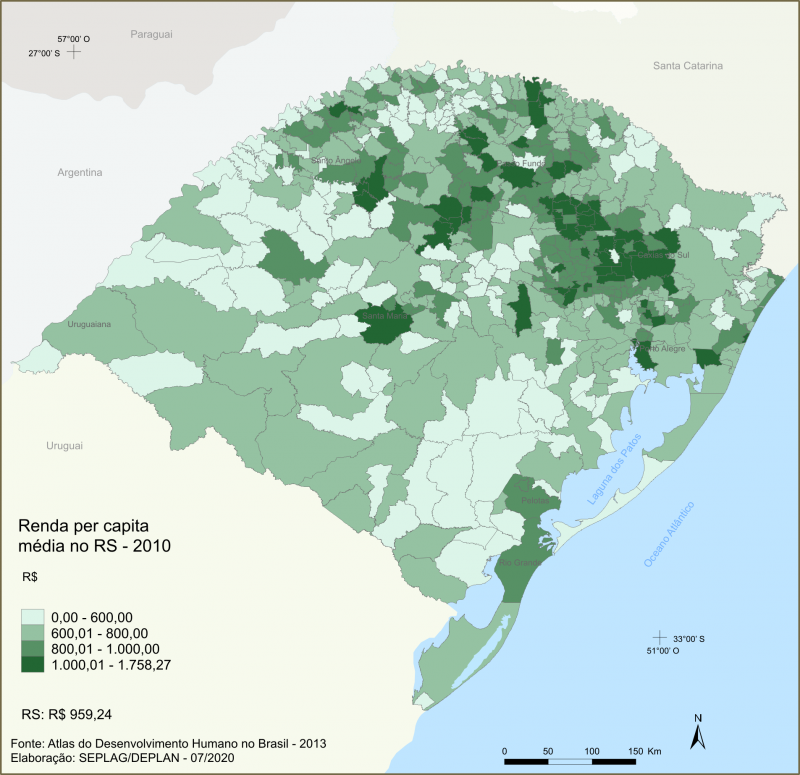 57°00' O
27°00' S
Paraguai
Santa Catarina
Argentina
Santo Ângelo
Passo Fundo
Caxias do Sul
Santa Maria
Uruguaiana
Porto Alegre
Uruguai
Laguna dos Patos
Pelotas
Oceano Atlântico
Rio Grande
Renda per capita
média no RS - 2010
R$
0,00 - 600,00
600,01 - 800,00
800,01 - 1.000,00
1.000,01 - 1.758,27
33°00' S
51°00' O
RS: R$ 959,24
N
Fonte: Atlas do Desenvolvimento Humano no Brasil - 2013
Elaboração: SEPLAG/DEPLAN - 07/2020
0 50 100 150 Km